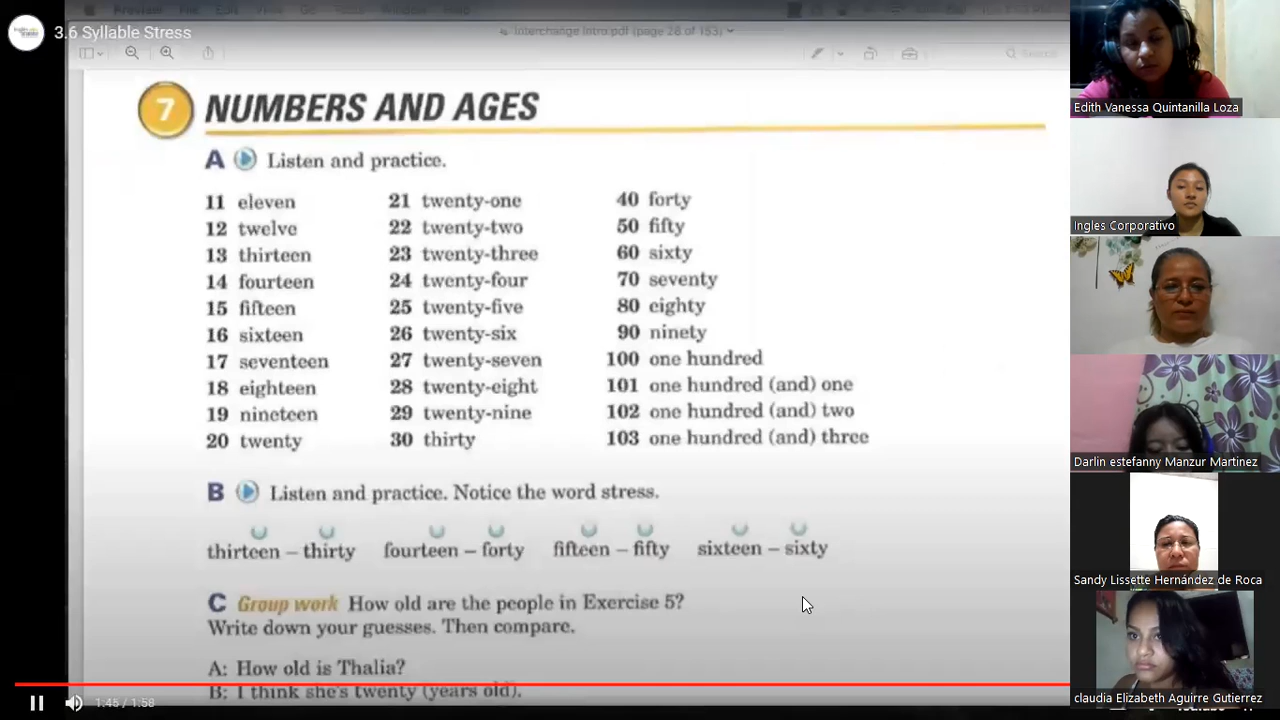 3.6 Syllable Stress
Interchange Intro.pdf (page 28 of 153)
Search
7 NUMBERS AND AGES
A Listen and practice.
11 eleven 21 twenty-one 40 forty
12 twelve 22 twenty-two 50 fifty
13 thirteen 23 twenty-three 60 sixty
14 fourteen 24 twenty-four 70 seventy
15 fifteen 25 twenty-five 80 eighty
16 sixteen 26 twenty-six 90 ninety
17 seventeen 27 twenty-seven 100 one hundred
18 eighteen 28 twenty-eight 101 one hundred (and) one
19 nineteen 29 twenty-nine 102 one hundred (and) two
20 twenty 30 thirty 103 one hundred (and) three
B Listen and practice. Notice the word stress.
thirteen – thirty fourteen – forty fifteen – fifty sixteen – sixty
C Group work How old are the people in Exercise 5?
Write down your guesses. Then compare.
A: How old is Thalia?
B: I think she's twenty (years old).
1:45 / 1:58
Edith Vanessa Quintanilla Loza
Ingles Corporativo
Darlin estefanny Manzur Martinez
Sandy Lissette Hernández de Roca
claudia Elizabeth Aguirre Gutierrez